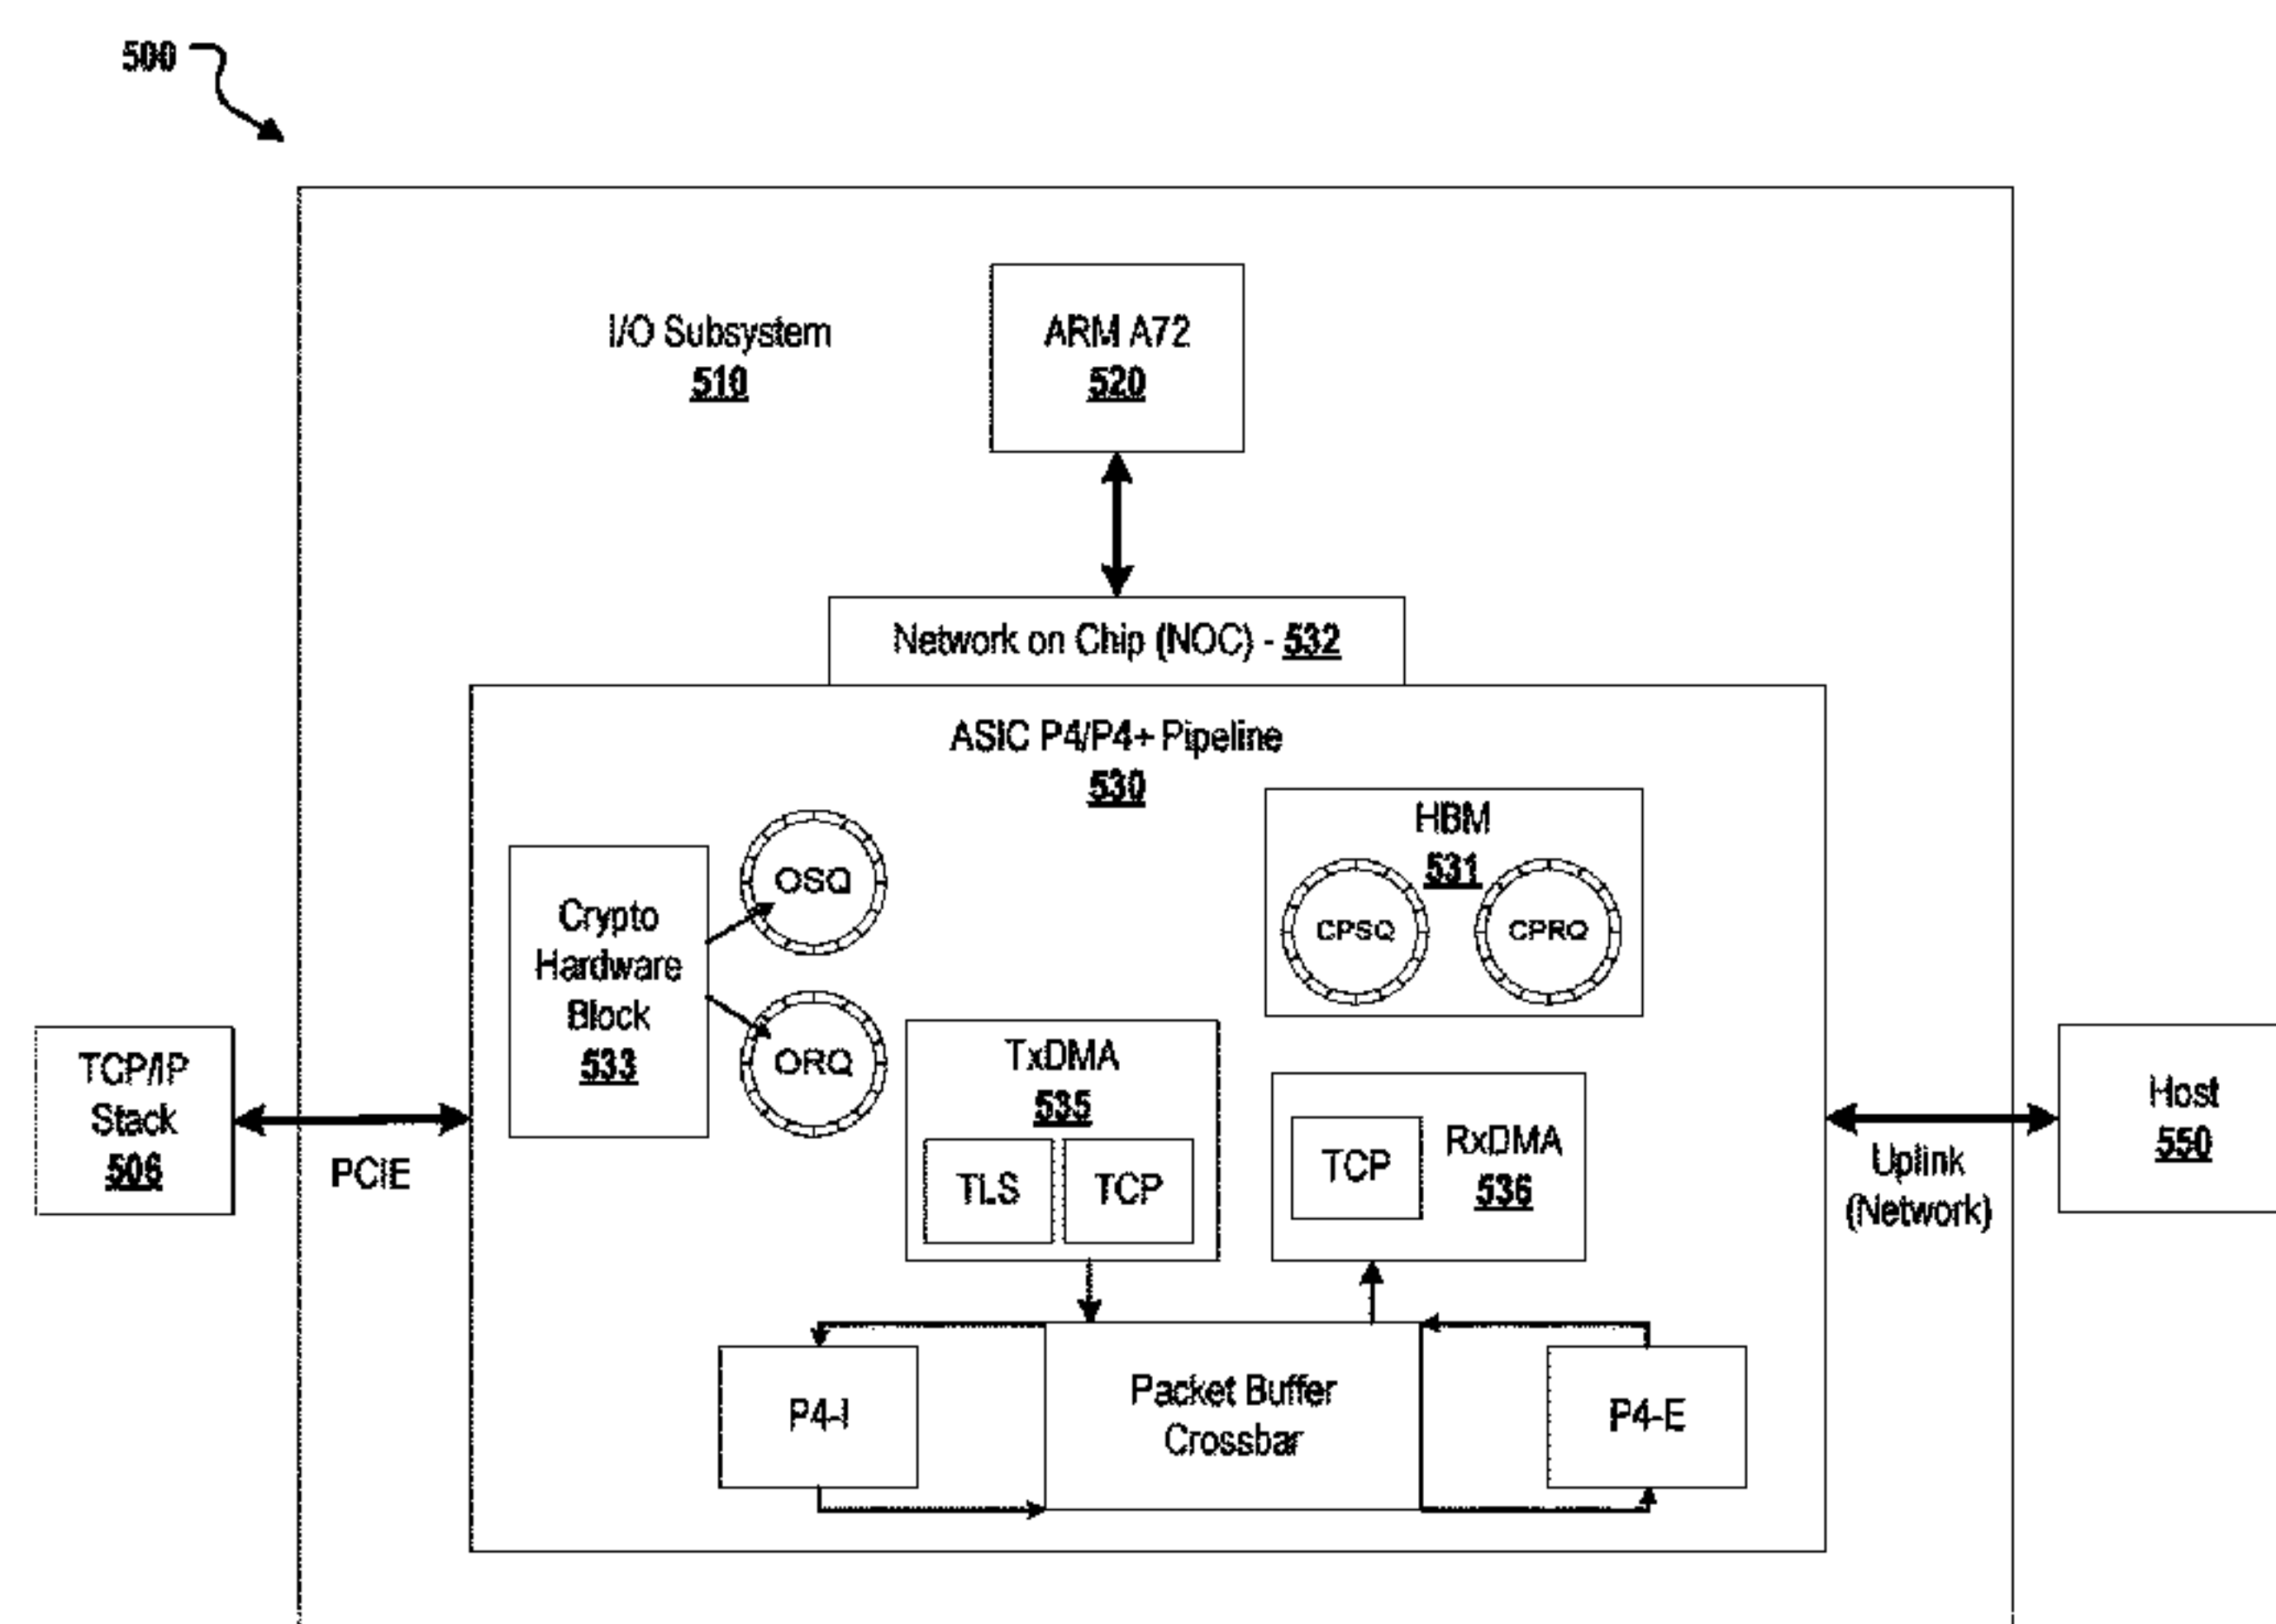 500
I/O Subsystem
510
ARM A72
520
Network on Chip (NOC) - 532
ASIC P4/P4+ Pipeline
530
Crypto
Hardware
Block
533
OSQ
ORQ
HBM
531
CPSQ
CPRQ
TxDMA
535
TLS
TCP
TCP
RxDMA
536
TCP/IP
Stack
506
PCIE
Host
550
Uplink
(Network)
P4-I
Packet Buffer
Crossbar
P4-E